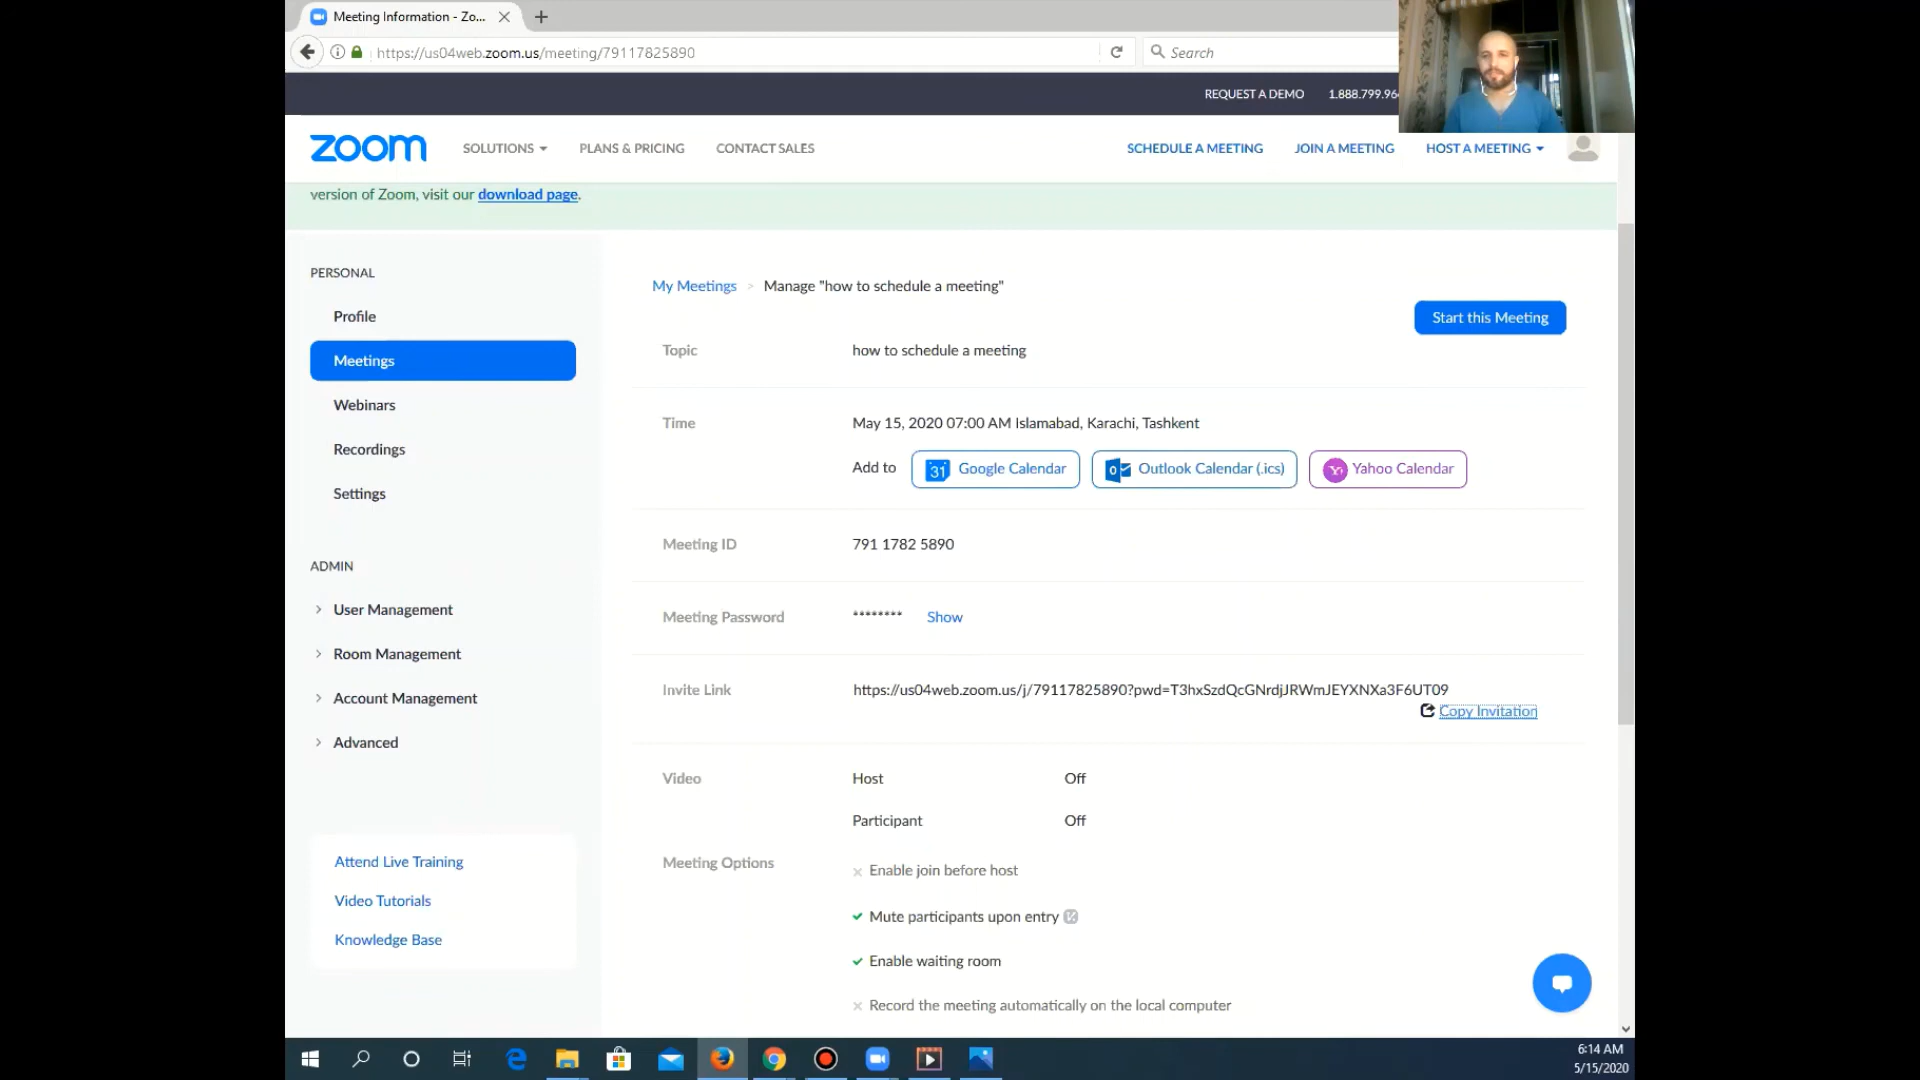 Meeting Information - Zo...
https://us04web.zoom.us/meeting/79117825890
Search
REQUEST A DEMO 1.888.799.96
zoom SOLUTIONS PLANS & PRICING CONTACT SALES SCHEDULE A MEETING JOIN A MEETING HOST A MEETING
version of Zoom, visit our download page.
PERSONAL
Profile
Meetings
Webinars
Recordings
Settings
ADMIN
User Management
Room Management
Account Management
Advanced
Attend Live Training
Video Tutorials
Knowledge Base
My Meetings > Manage "how to schedule a meeting"
Start this Meeting
Topic how to schedule a meeting
Time May 15, 2020 07:00 AM Islamabad, Karachi, Tashkent
Add to 31 Google Calendar Outlook Calendar (.ics) Yahoo Calendar
Meeting ID 791 1782 5890
Meeting Password ******** Show
Invite Link https://us04web.zoom.us/j/79117825890?pwd=T3hxSzdQcGNrdjJRWmJEYXNXa3F6UT09
Copy Invitation
Video Host Off
Participant Off
Meeting Options Enable join before host
Mute participants upon entry
Enable waiting room
Record the meeting automatically on the local computer
6:14 AM
5/15/2020